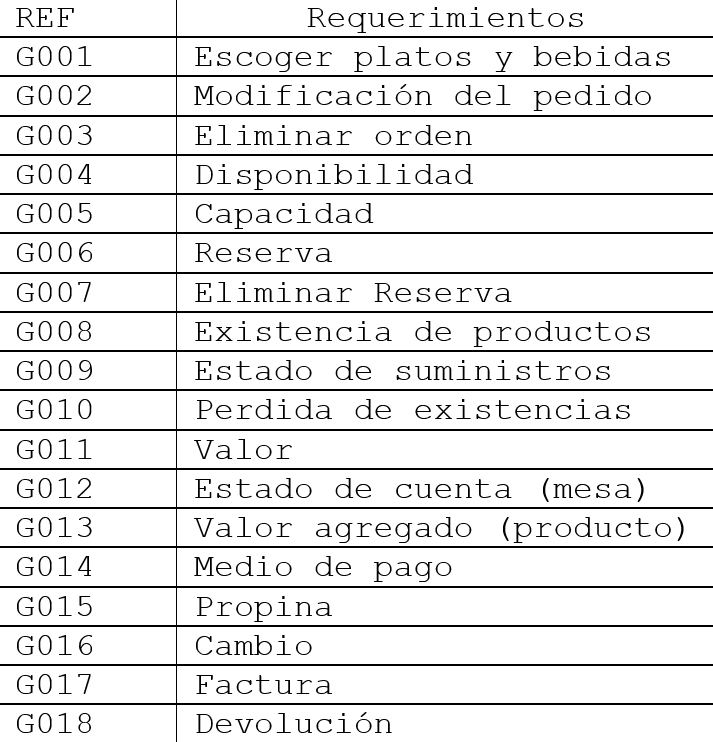 REF Requerimientos
G001 Escoger platos y bebidas
G002 Modificación del pedido
G003 Eliminar orden
G004 Disponibilidad
G005 Capacidad
G006 Reserva
G007 Eliminar Reserva
G008 Existencia de productos
G009 Estado de suministros
G010 Perdida de existencias
G011 Valor
G012 Estado de cuenta (mesa)
G013 Valor agregado (producto)
G014 Medio de pago
G015 Propina
G016 Cambio
G017 Factura
G018 Devolución